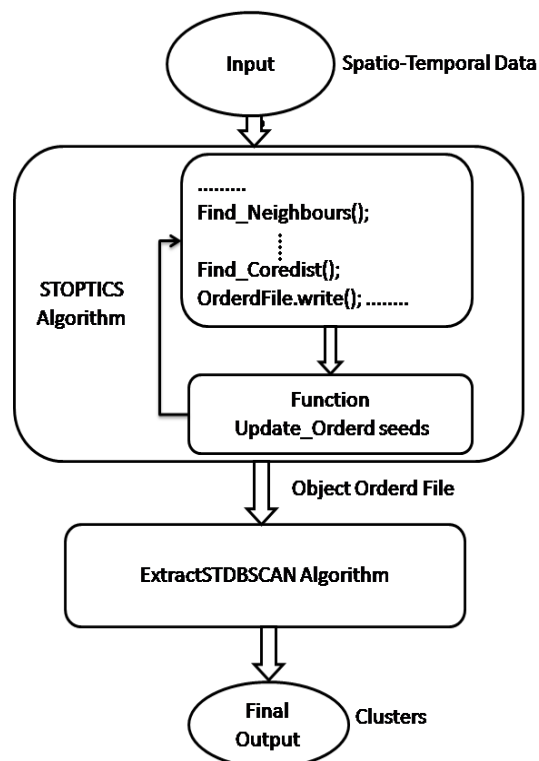 Input
Spatio-Temporal Data
.........
Find_Neighbours();
Find_Coredist();
OrderdFile.write(); ........
STOPTICS
Algorithm
Function
Update_Orderd seeds
Object Orderd File
ExtractSTDBSCAN Algorithm
Final
Output
Clusters